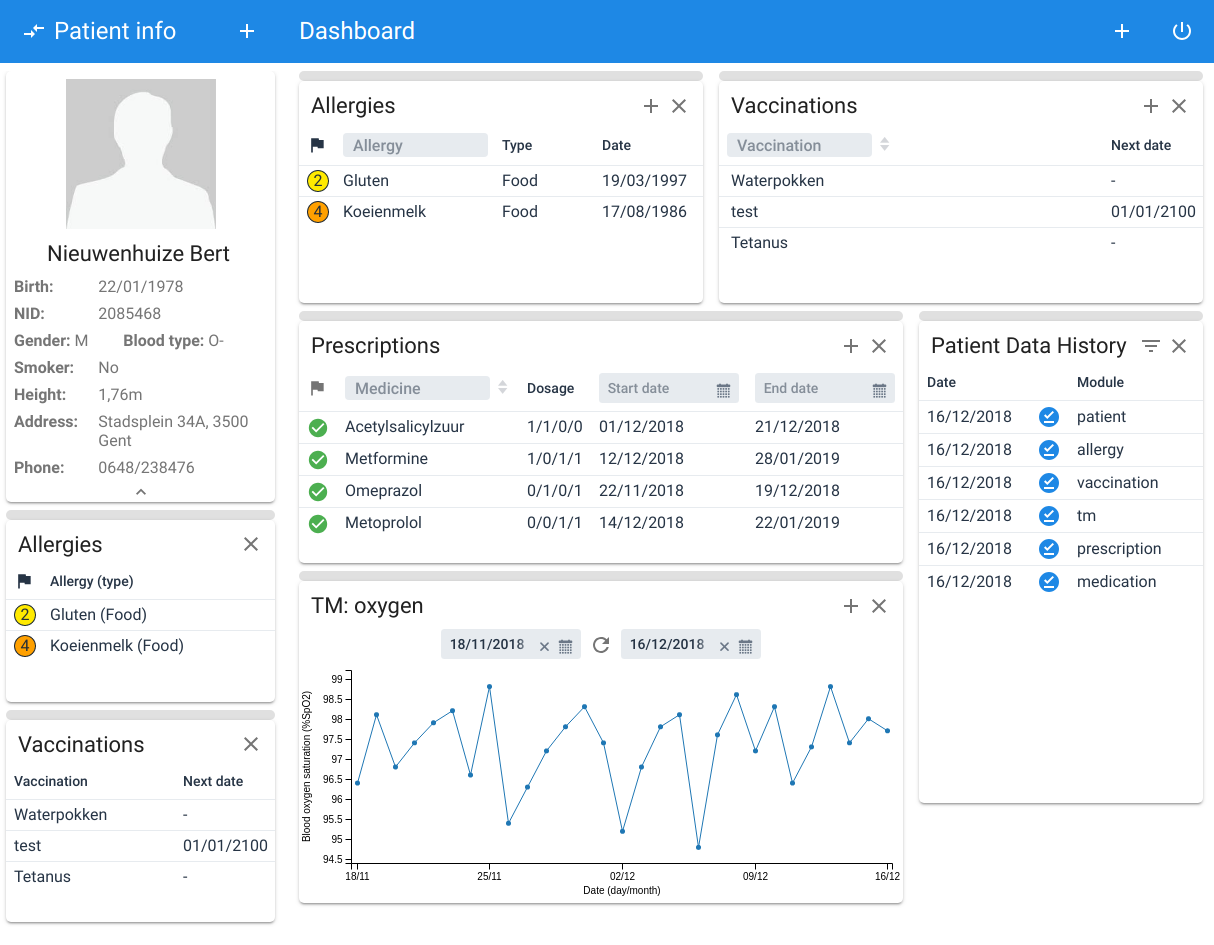 Patient info +
Dashboard +
Nieuwenhuize Bert
Birth: 22/01/1978
NID: 2085468
Gender: M Blood type: O-
Smoker: No
Height: 1,76m
Address: Stadsplein 34A, 3500
Gent
Phone: 0648/238476
Allergies
Allergy (type)
2 Gluten (Food)
4 Koeienmelk (Food)
Vaccinations
Vaccination Next date
Waterpokken -
test 01/01/2100
Tetanus -
Allergies
Allergy Type Date
2 Gluten Food 19/03/1997
4 Koeienmelk Food 17/08/1986
Vaccinations
Vaccination Next date
Waterpokken -
test 01/01/2100
Tetanus -
Prescriptions
Medicine Dosage Start date End date
Acetylsalicylzuur 1/1/0/0 01/12/2018 21/12/2018
Metformine 1/0/1/1 12/12/2018 28/01/2019
Omeprazol 0/1/0/1 22/11/2018 19/12/2018
Metoprolol 0/0/1/1 14/12/2018 22/01/2019
Patient Data History
Date Module
16/12/2018 patient
16/12/2018 allergy
16/12/2018 vaccination
16/12/2018 tm
16/12/2018 prescription
16/12/2018 medication
TM: oxygen
18/11/2018 16/12/2018
Blood oxygen saturation (%SpO2)
99
98.5
98
97.5
97
96.5
96
95.5
95
94.5
18/11 25/11 02/12 09/12 16/12
Date (day/month)